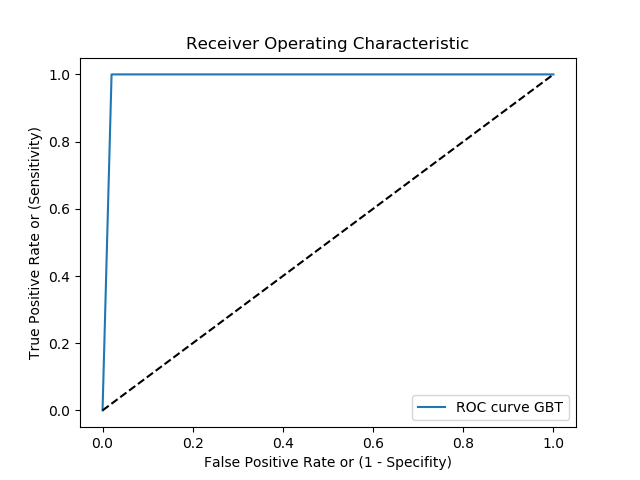 Receiver Operating Characteristic
True Positive Rate or (Sensitivity)
1.0
0.8
0.6
0.4
0.2
0.0
ROC curve GBT
0.0 0.2 0.4 0.6 0.8 1.0
False Positive Rate or (1 - Specifity)